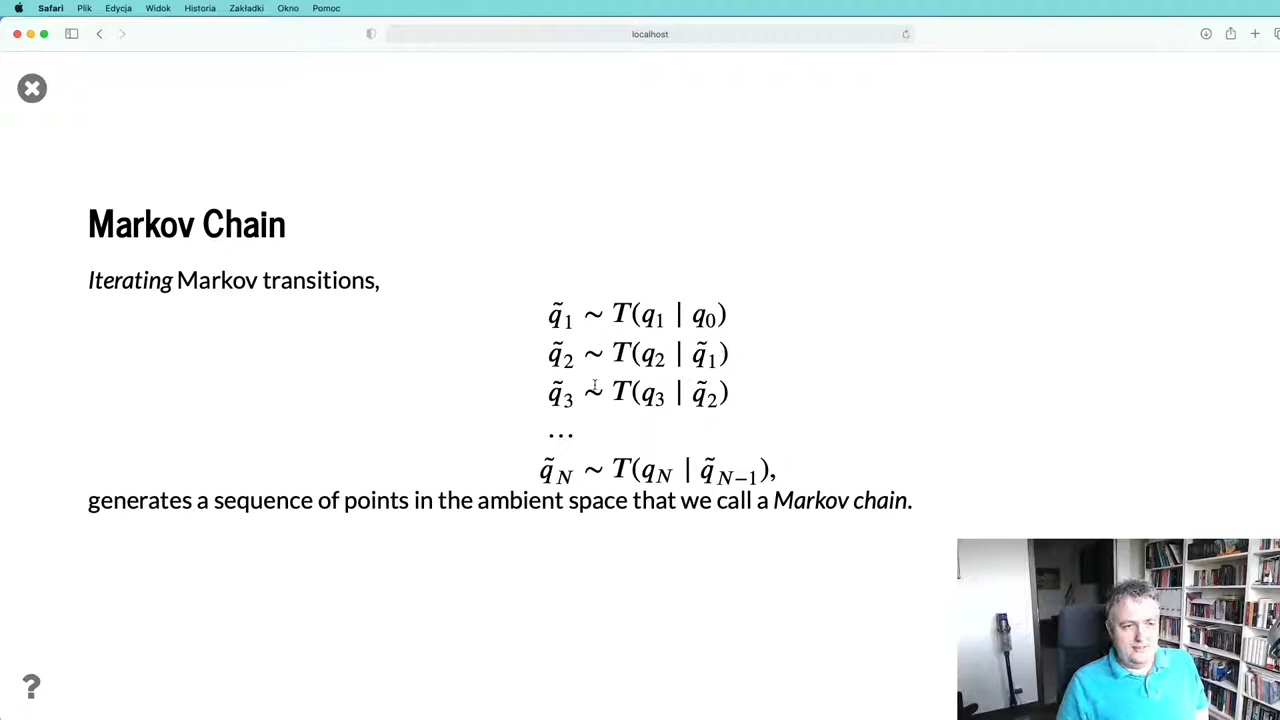 Safari Plik Edycja Widok Historia Zakładki Okno Pomoc
localhost
Markov Chain
Iterating Markov transitions,
q̃₁ ∼ T(q₁ | q₀)
q̃₂ ∼ T(q₂ | q̃₁)
q̃₃ ∼ T(q₃ | q̃₂)
…
q̃_N ∼ T(q_N | q̃_{N−1}),
generates a sequence of points in the ambient space that we call a Markov chain.
?